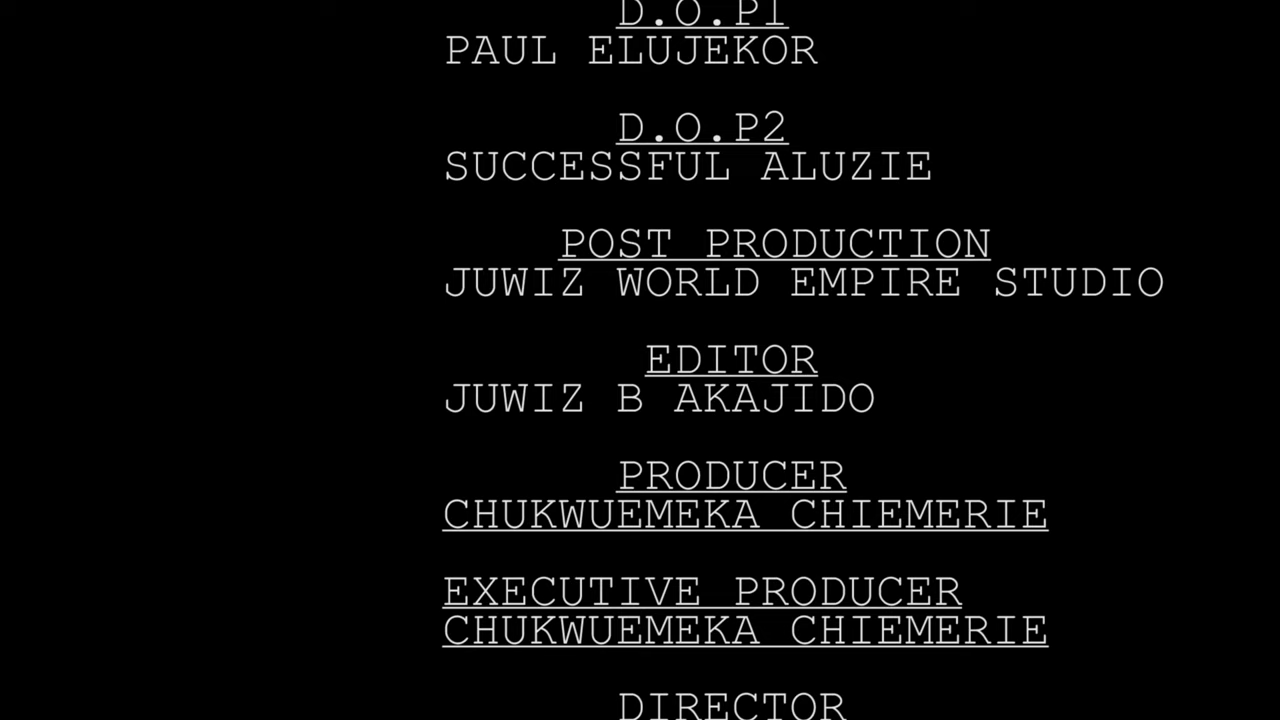 D.O.P1
PAUL ELUJEKOR
D.O.P2
SUCCESSFUL ALUZIE
POST PRODUCTION
JUWIZ WORLD EMPIRE STUDIO
EDITOR
JUWIZ B AKAJIDO
PRODUCER
CHUKWUEMEKA CHIEMERIE
EXECUTIVE PRODUCER
CHUKWUEMEKA CHIEMERIE
DIRECTOR